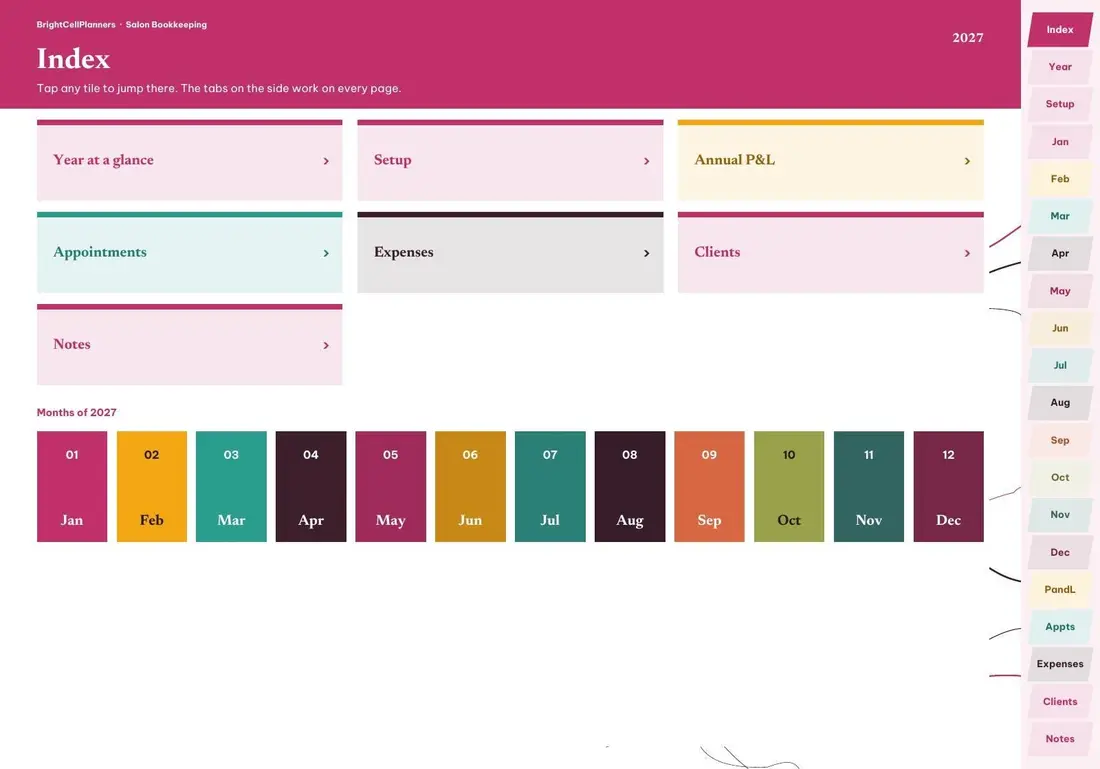 BrightCellPlanners · Salon Bookkeeping
Index
2027
Tap any tile to jump there. The tabs on the side work on every page.
Year at a glance ›
Setup ›
Annual P&L ›
Appointments ›
Expenses ›
Clients ›
Notes ›
Months of 2027
01 02 03 04 05 06 07 08 09 10 11 12
Jan Feb Mar Apr May Jun Jul Aug Sep Oct Nov Dec
Index
Year
Setup
Jan
Feb
Mar
Apr
May
Jun
Jul
Aug
Sep
Oct
Nov
Dec
PandL
Appts
Expenses
Clients
Notes